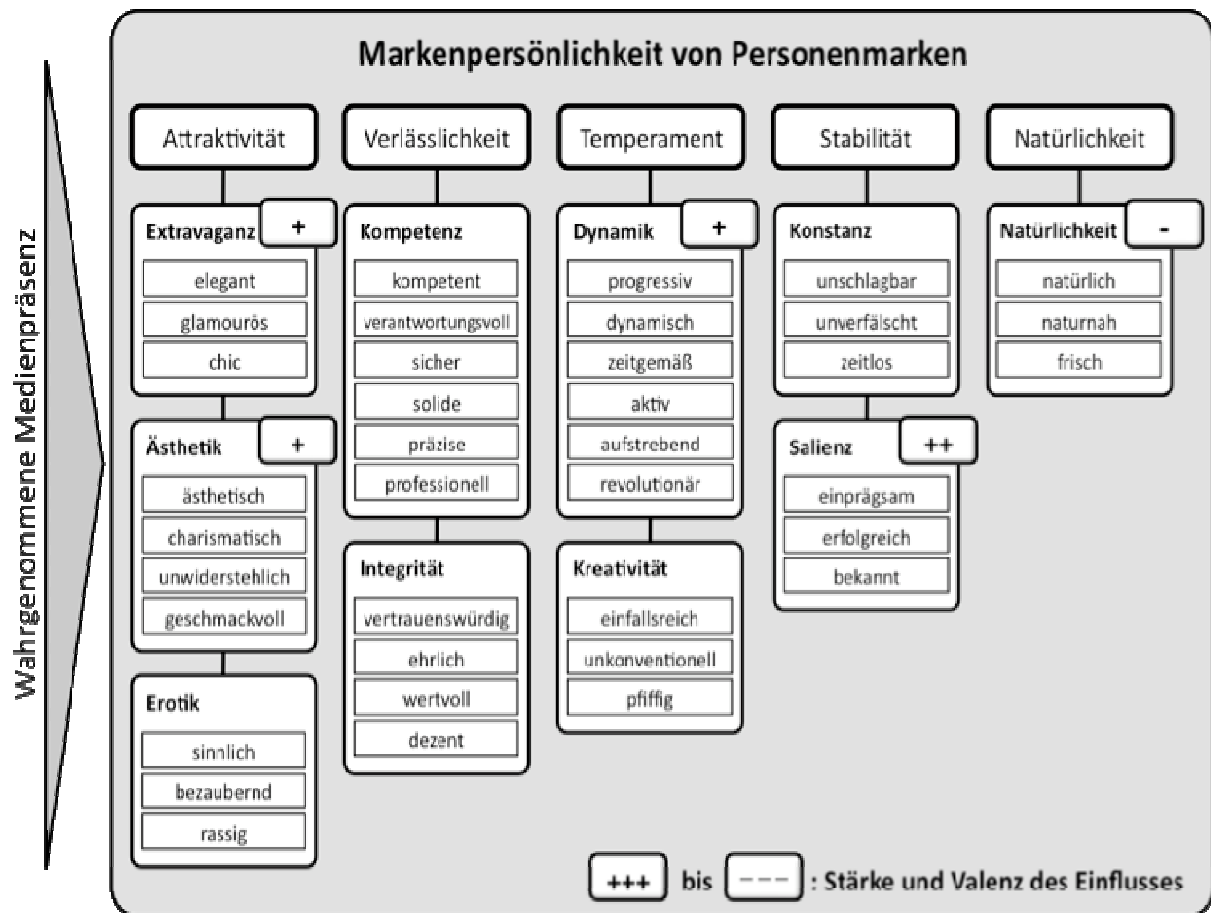 Markenpersönlichkeit von Personenmarken
Wahrgenommene Medienpräsenz
Attraktivität
Extravaganz
+
elegant
glamourös
chic
Ästhetik
+
ästhetisch
charismatisch
unwiderstehlich
geschmackvoll
Erotik
sinnlich
bezaubernd
rassig
Verlässlichkeit
Kompetenz
kompetent
verantwortungsvoll
sicher
solide
präzise
professionell
Integrität
vertrauenswürdig
ehrlich
wertvoll
dezent
Temperament
Dynamik
+
progressiv
dynamisch
zeitgemäß
aktiv
aufstrebend
revolutionär
Kreativität
einfallsreich
unkonventionell
pfiffig
Stabilität
Konstanz
unschlagbar
unverfälscht
zeitlos
Salienz
++
einprägsam
erfolgreich
bekannt
Natürlichkeit
Natürlichkeit
-
natürlich
naturnah
frisch
+++ bis --- : Stärke und Valenz des Einflusses